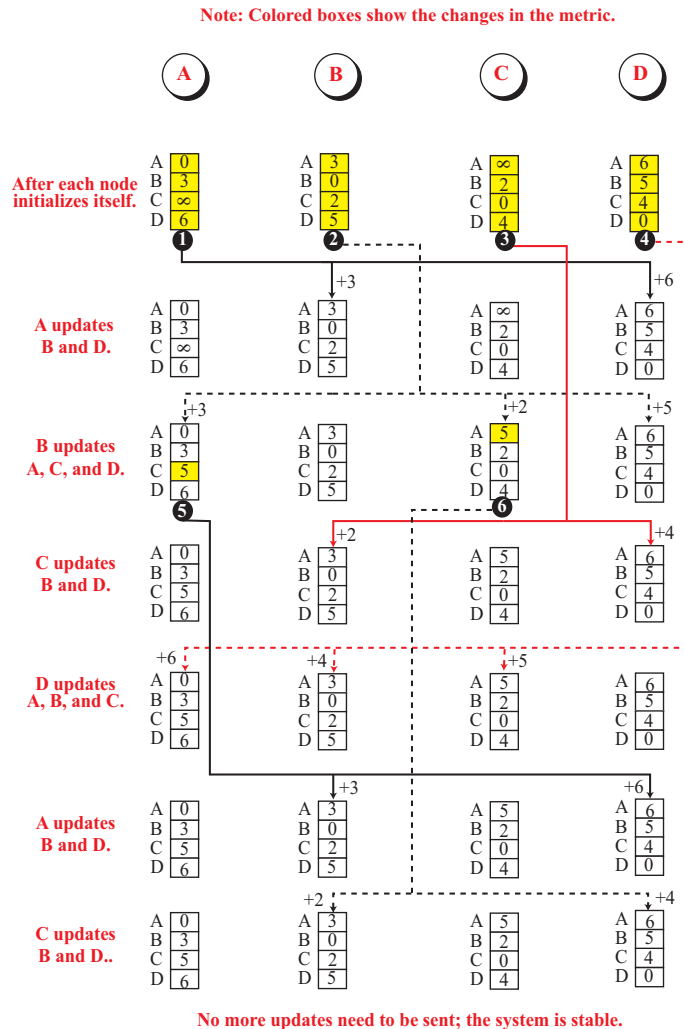 Note: Colored boxes show the changes in the metric.
A B C D
After each node
initializes itself.
A 0 A 3 A ∞ A 6
B 3 B 0 B 2 B 5
C ∞ C 2 C 0 C 4
D 6 D 5 D 4 D 0
1 2 3 4
+3 +6
A updates
B and D.
A 0 A 3 A ∞ A 6
B 3 B 0 B 2 B 5
C ∞ C 2 C 0 C 4
D 6 D 5 D 4 D 0
+3 +2 +5
B updates
A, C, and D.
A 0 A 3 A 5 A 6
B 3 B 0 B 2 B 5
C 5 C 2 C 0 C 4
D 6 D 5 D 4 D 0
5 6
+2 +4
C updates
B and D.
A 0 A 3 A 5 A 6
B 3 B 0 B 2 B 5
C 5 C 2 C 0 C 4
D 6 D 5 D 4 D 0
+6 +4 +5
D updates
A, B, and C.
A 0 A 3 A 5 A 6
B 3 B 0 B 2 B 5
C 5 C 2 C 0 C 4
D 6 D 5 D 4 D 0
+3 +6
A updates
B and D.
A 0 A 3 A 5 A 6
B 3 B 0 B 2 B 5
C 5 C 2 C 0 C 4
D 6 D 5 D 4 D 0
+2 +4
C updates
B and D..
A 0 A 3 A 5 A 6
B 3 B 0 B 2 B 5
C 5 C 2 C 0 C 4
D 6 D 5 D 4 D 0
No more updates need to be sent; the system is stable.